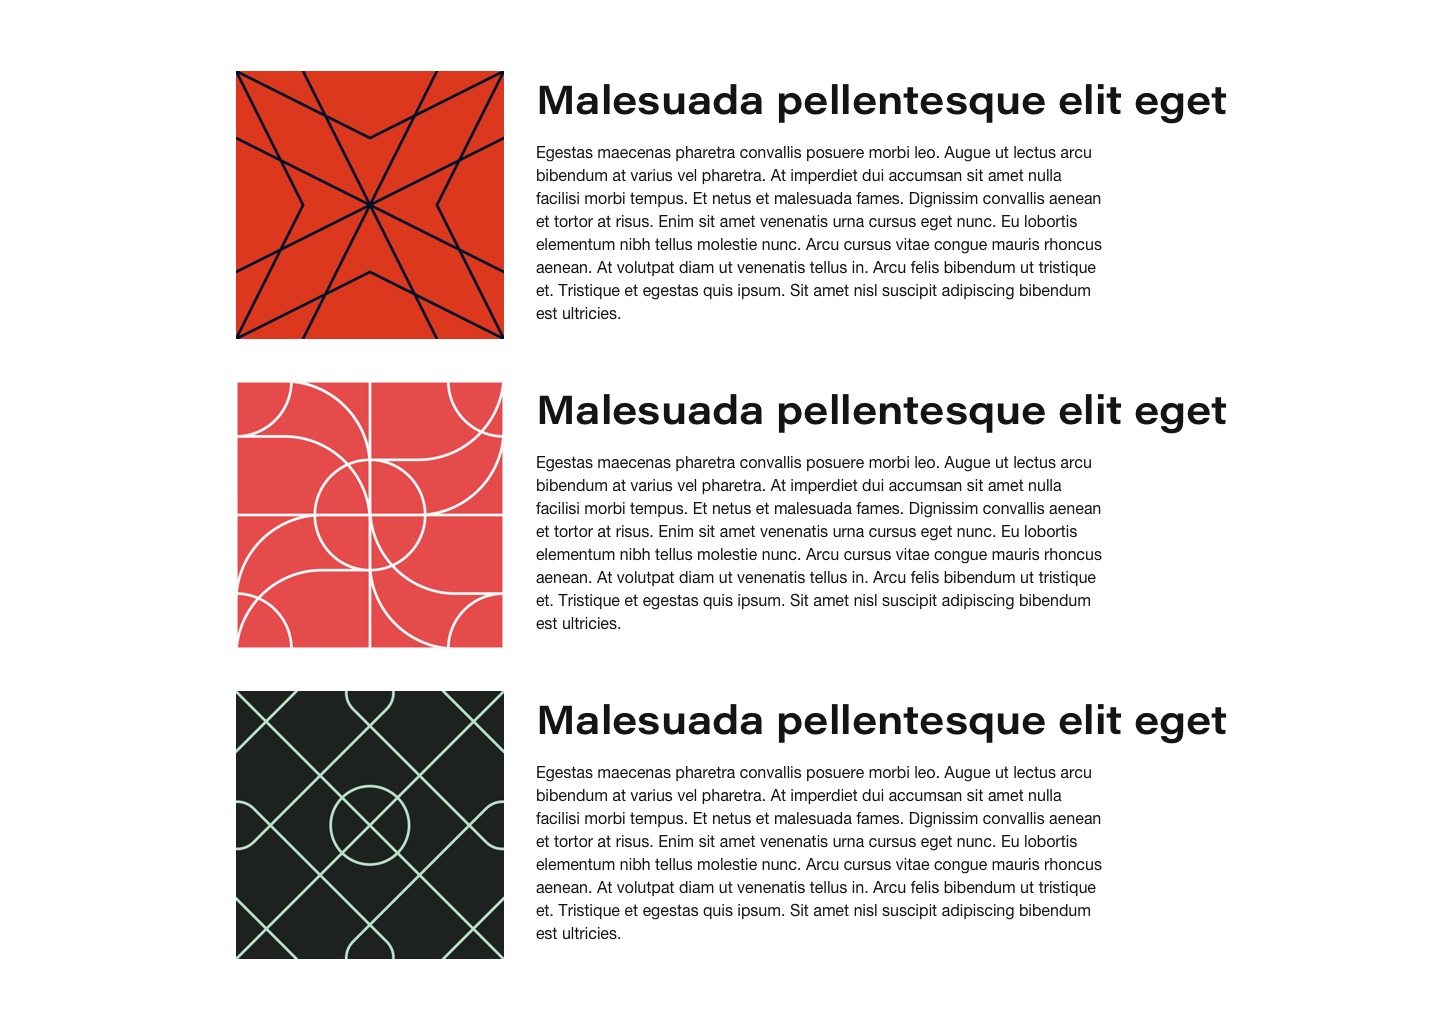 Malesuada pellentesque elit eget
Egestas maecenas pharetra convallis posuere morbi leo. Augue ut lectus arcu
bibendum at varius vel pharetra. At imperdiet dui accumsan sit amet nulla
facilisi morbi tempus. Et netus et malesuada fames. Dignissim convallis aenean
et tortor at risus. Enim sit amet venenatis urna cursus eget nunc. Eu lobortis
elementum nibh tellus molestie nunc. Arcu cursus vitae congue mauris rhoncus
aenean. At volutpat diam ut venenatis tellus in. Arcu felis bibendum ut tristique
et. Tristique et egestas quis ipsum. Sit amet nisl suscipit adipiscing bibendum
est ultricies.
Malesuada pellentesque elit eget
Egestas maecenas pharetra convallis posuere morbi leo. Augue ut lectus arcu
bibendum at varius vel pharetra. At imperdiet dui accumsan sit amet nulla
facilisi morbi tempus. Et netus et malesuada fames. Dignissim convallis aenean
et tortor at risus. Enim sit amet venenatis urna cursus eget nunc. Eu lobortis
elementum nibh tellus molestie nunc. Arcu cursus vitae congue mauris rhoncus
aenean. At volutpat diam ut venenatis tellus in. Arcu felis bibendum ut tristique
et. Tristique et egestas quis ipsum. Sit amet nisl suscipit adipiscing bibendum
est ultricies.
Malesuada pellentesque elit eget
Egestas maecenas pharetra convallis posuere morbi leo. Augue ut lectus arcu
bibendum at varius vel pharetra. At imperdiet dui accumsan sit amet nulla
facilisi morbi tempus. Et netus et malesuada fames. Dignissim convallis aenean
et tortor at risus. Enim sit amet venenatis urna cursus eget nunc. Eu lobortis
elementum nibh tellus molestie nunc. Arcu cursus vitae congue mauris rhoncus
aenean. At volutpat diam ut venenatis tellus in. Arcu felis bibendum ut tristique
et. Tristique et egestas quis ipsum. Sit amet nisl suscipit adipiscing bibendum
est ultricies.